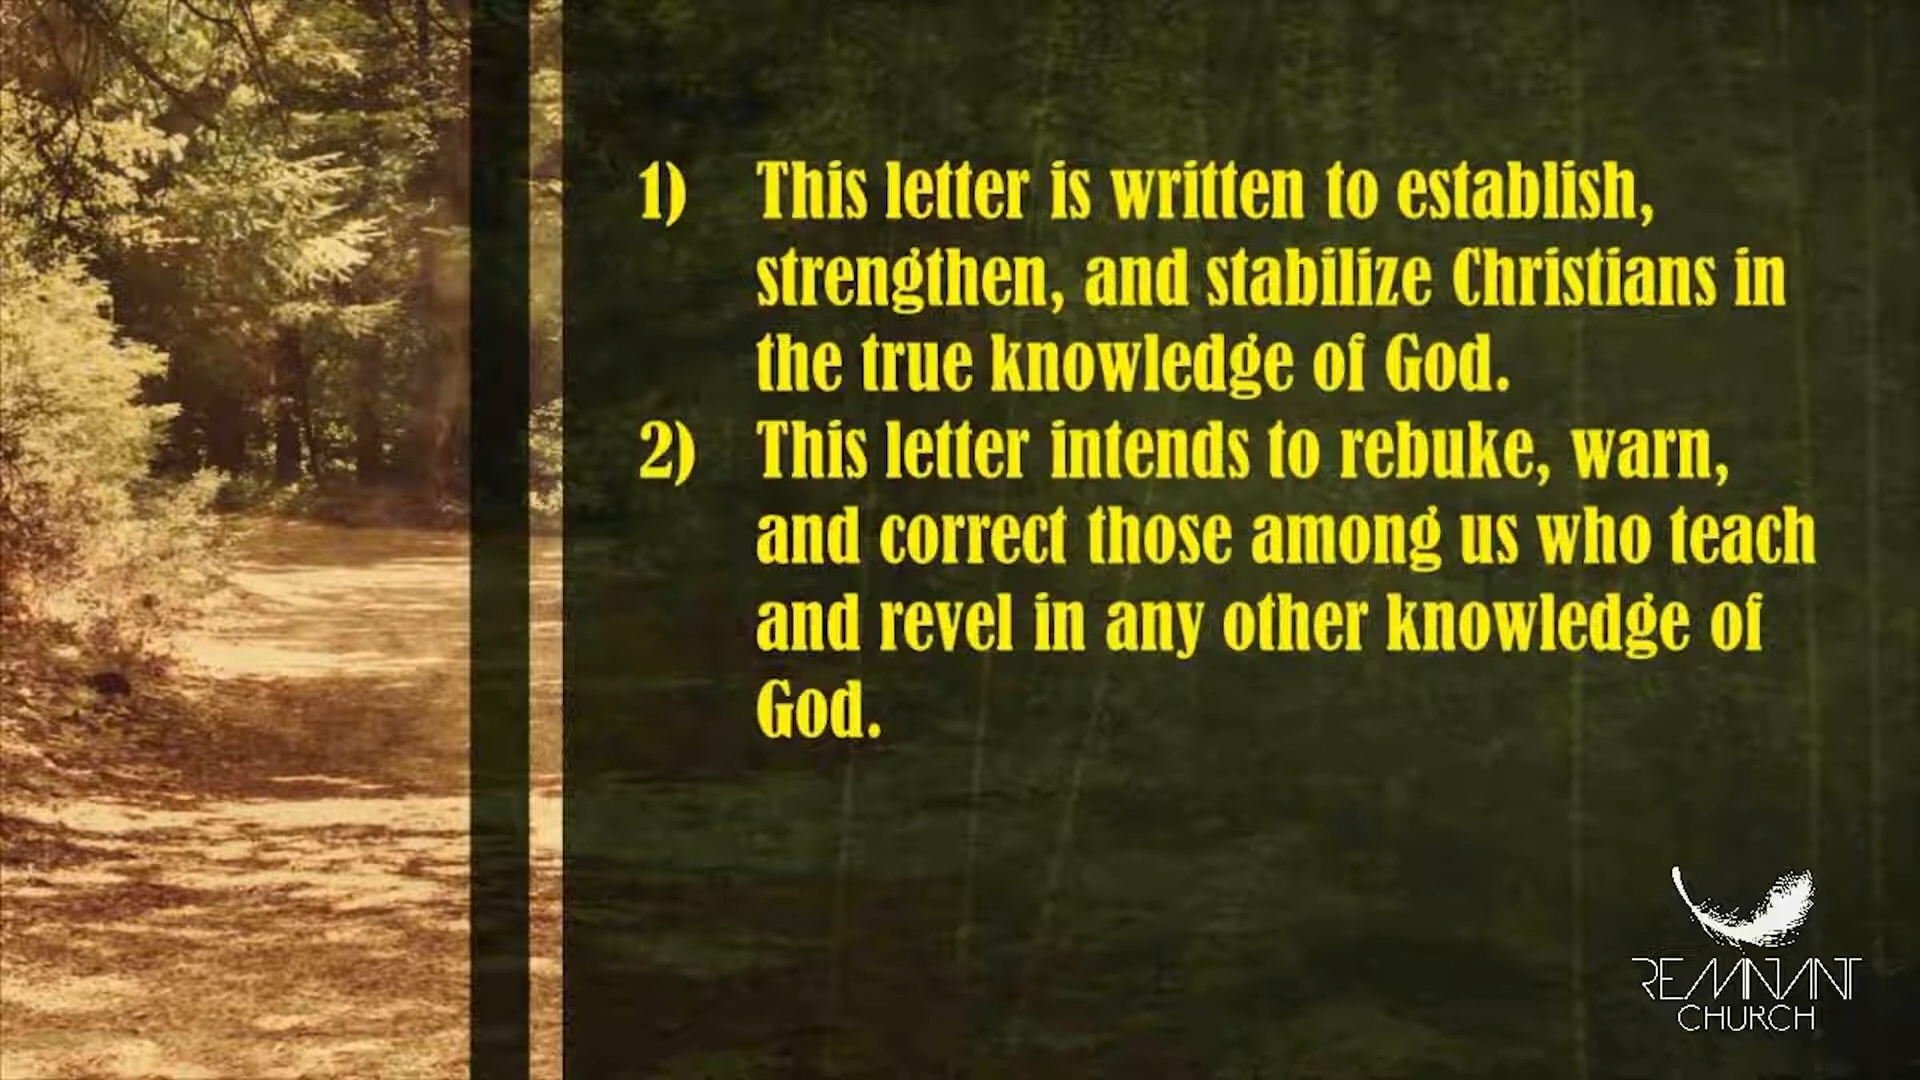 1) This letter is written to establish,
strengthen, and stabilize Christians in
the true knowledge of God.
2) This letter intends to rebuke, warn,
and correct those among us who teach
and revel in any other knowledge of
God.
REMNANT
CHURCH